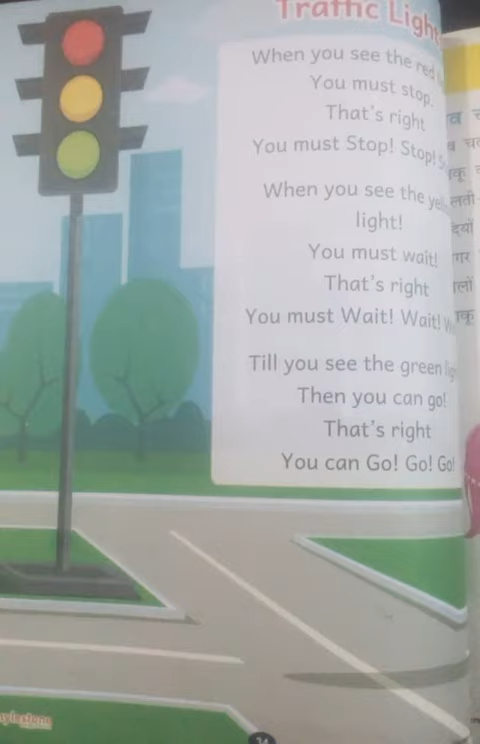 Traffic Light
When you see the red
You must stop.
That's right
You must Stop! Stop!
When you see the
light!
You must wait!
That's right
You must Wait! Wait!
Till you see the green
Then you can go!
That's right
You can Go! Go! Go!